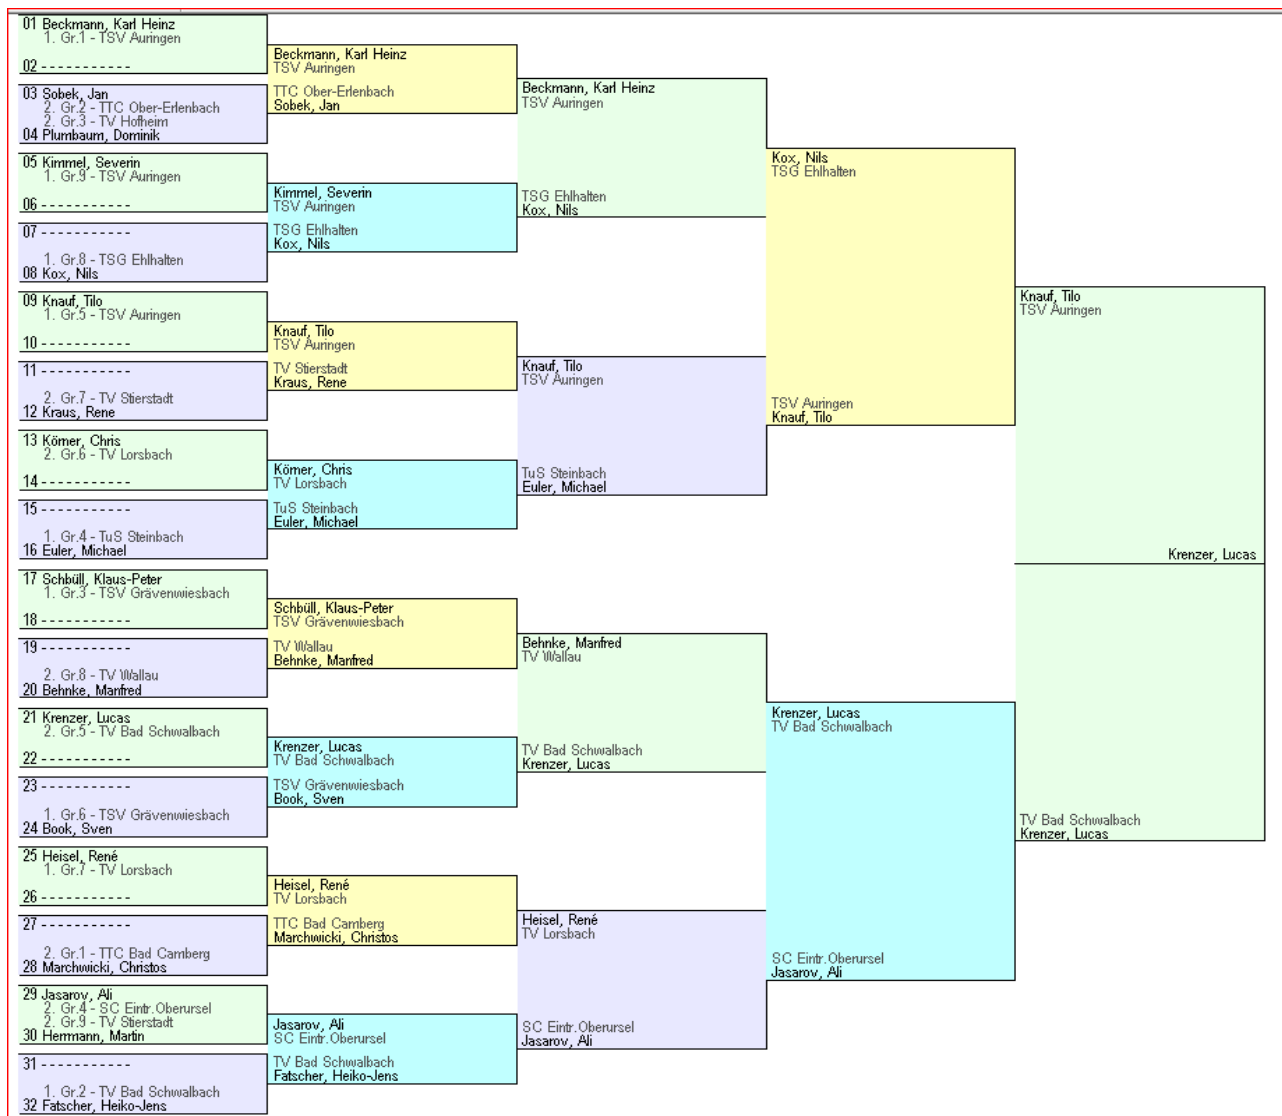 01 Beckmann, Karl Heinz
1. Gr.1 - TSV Auringen
02 - - - - - - - - - - -
03 Sobek, Jan
2. Gr.2 - TTC Ober-Erlenbach
2. Gr.3 - TV Hofheim
04 Plumbaum, Dominik
05 Kimmel, Severin
1. Gr.9 - TSV Auringen
06 - - - - - - - - - - -
07 - - - - - - - - - - -
1. Gr.8 - TSG Ehlhalten
08 Kox, Nils
09 Knauf, Tilo
1. Gr.5 - TSV Auringen
10 - - - - - - - - - - -
11 - - - - - - - - - - -
2. Gr.7 - TV Stierstadt
12 Kraus, Rene
13 Körner, Chris
2. Gr.6 - TV Lorsbach
14 - - - - - - - - - - -
15 - - - - - - - - - - -
1. Gr.4 - TuS Steinbach
16 Euler, Michael
17 Schbüll, Klaus-Peter
1. Gr.3 - TSV Grävenwiesbach
18 - - - - - - - - - - -
19 - - - - - - - - - - -
2. Gr.8 - TV Wallau
20 Behnke, Manfred
21 Krenzer, Lucas
2. Gr.5 - TV Bad Schwalbach
22 - - - - - - - - - - -
23 - - - - - - - - - - -
1. Gr.6 - TSV Grävenwiesbach
24 Book, Sven
25 Heisel, René
1. Gr.7 - TV Lorsbach
26 - - - - - - - - - - -
27 - - - - - - - - - - -
2. Gr.1 - TTC Bad Camberg
28 Marchwicki, Christos
29 Jasarov, Ali
2. Gr.4 - SC Eintr.Oberursel
2. Gr.9 - TV Stierstadt
30 Herrmann, Martin
31 - - - - - - - - - - -
1. Gr.2 - TV Bad Schwalbach
32 Fatscher, Heiko-Jens
Beckmann, Karl Heinz
TSV Auringen
TTC Ober-Erlenbach
Sobek, Jan
Kimmel, Severin
TSV Auringen
TSG Ehlhalten
Kox, Nils
Knauf, Tilo
TSV Auringen
TV Stierstadt
Kraus, Rene
Körner, Chris
TV Lorsbach
TuS Steinbach
Euler, Michael
Schbüll, Klaus-Peter
TSV Grävenwiesbach
TV Wallau
Behnke, Manfred
Krenzer, Lucas
TV Bad Schwalbach
TSV Grävenwiesbach
Book, Sven
Heisel, René
TV Lorsbach
TTC Bad Camberg
Marchwicki, Christos
Jasarov, Ali
SC Eintr.Oberursel
TV Bad Schwalbach
Fatscher, Heiko-Jens
Beckmann, Karl Heinz
TSV Auringen
TSG Ehlhalten
Kox, Nils
Knauf, Tilo
TSV Auringen
TuS Steinbach
Euler, Michael
Behnke, Manfred
TV Wallau
TV Bad Schwalbach
Krenzer, Lucas
Heisel, René
TV Lorsbach
SC Eintr.Oberursel
Jasarov, Ali
Kox, Nils
TSG Ehlhalten
TSV Auringen
Knauf, Tilo
Krenzer, Lucas
TV Bad Schwalbach
SC Eintr.Oberursel
Jasarov, Ali
Knauf, Tilo
TSV Auringen
TV Bad Schwalbach
Krenzer, Lucas
Krenzer, Lucas